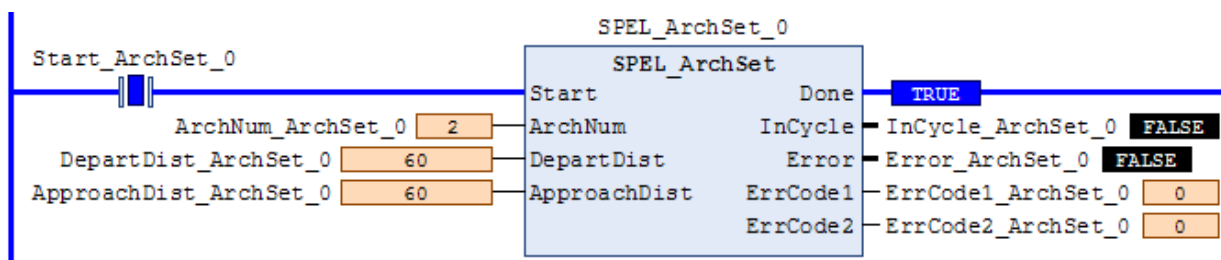 SPEL_ArchSet_0
Start_ArchSet_0
SPEL_ArchSet
Start Done TRUE
ArchNum_ArchSet_0 2 ArchNum InCycle InCycle_ArchSet_0 FALSE
DepartDist_ArchSet_0 60 DepartDist Error Error_ArchSet_0 FALSE
ApproachDist_ArchSet_0 60 ApproachDist ErrCode1 ErrCode1_ArchSet_0 0
ErrCode2 ErrCode2_ArchSet_0 0